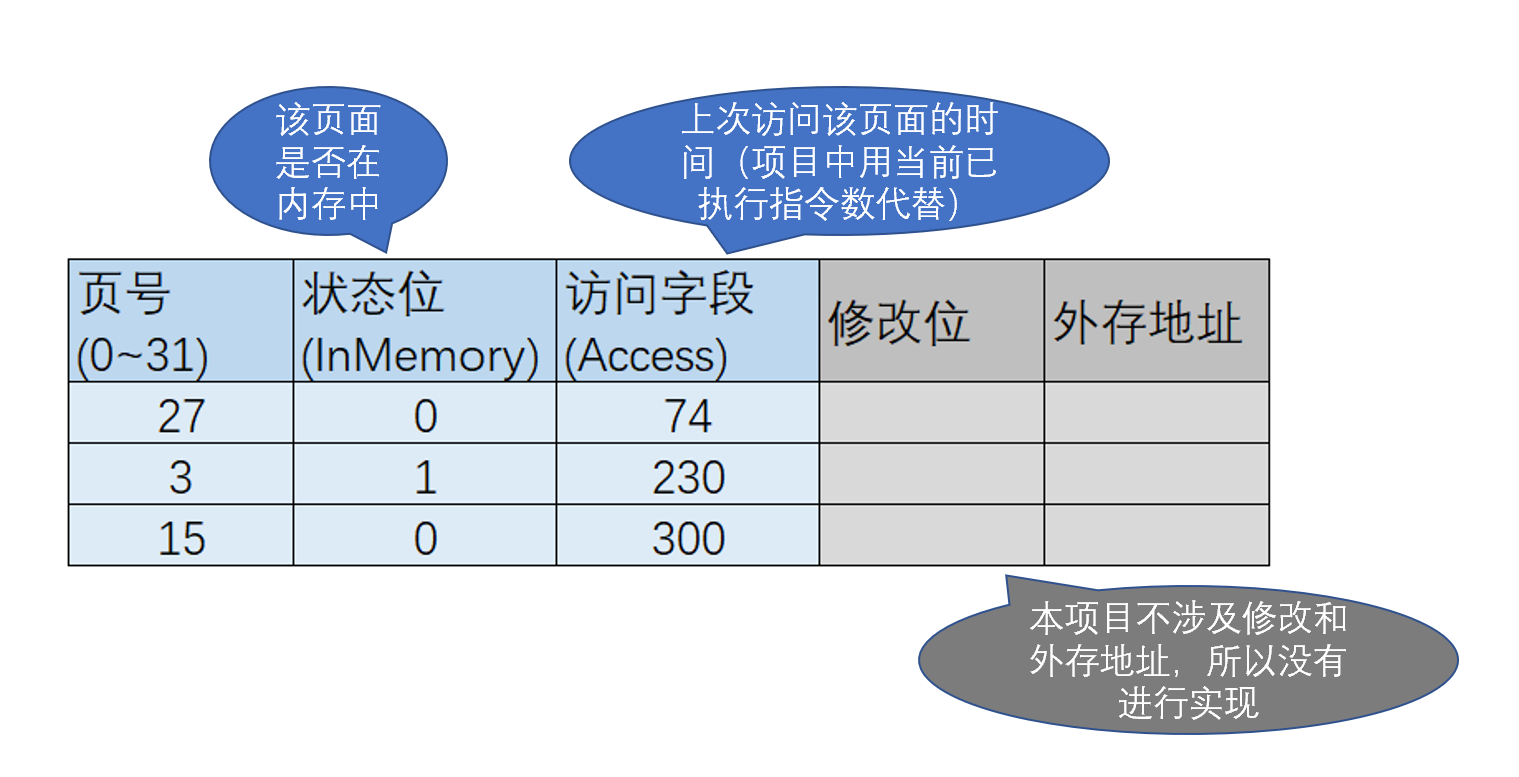 该页面
是否在
内存中
上次访问该页面的时
间（项目中用当前已
执行指令数代替）
页号
(0~31)
状态位
(InMemory)
访问字段
(Access)
修改位
外存地址
27 0 74
3 1 230
15 0 300
本项目不涉及修改和
外存地址，所以没有
进行实现